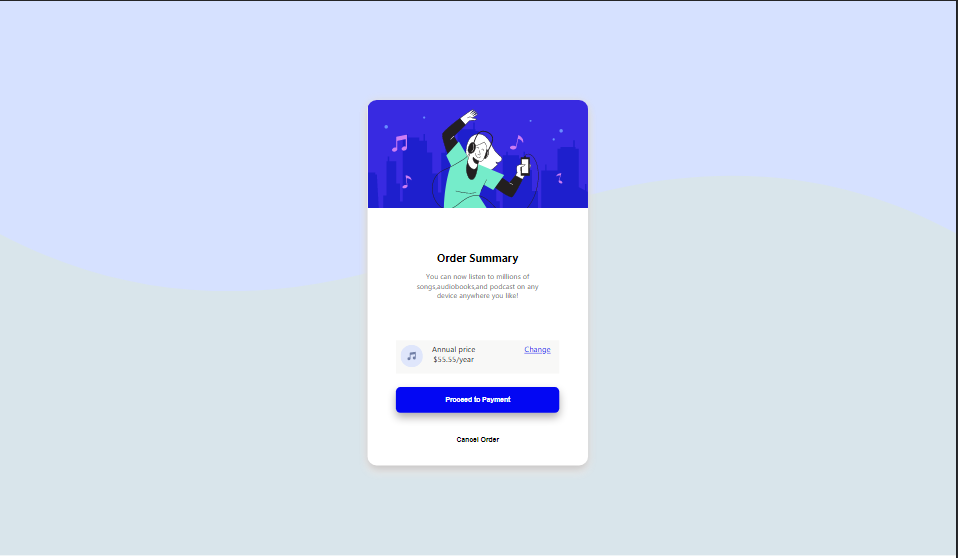 Order Summary
You can now listen to millions of
songs,audiobooks,and podcast on any
device anywhere you like!
Annual price
Change
$55.55/year
Proceed to Payment
Cancel Order